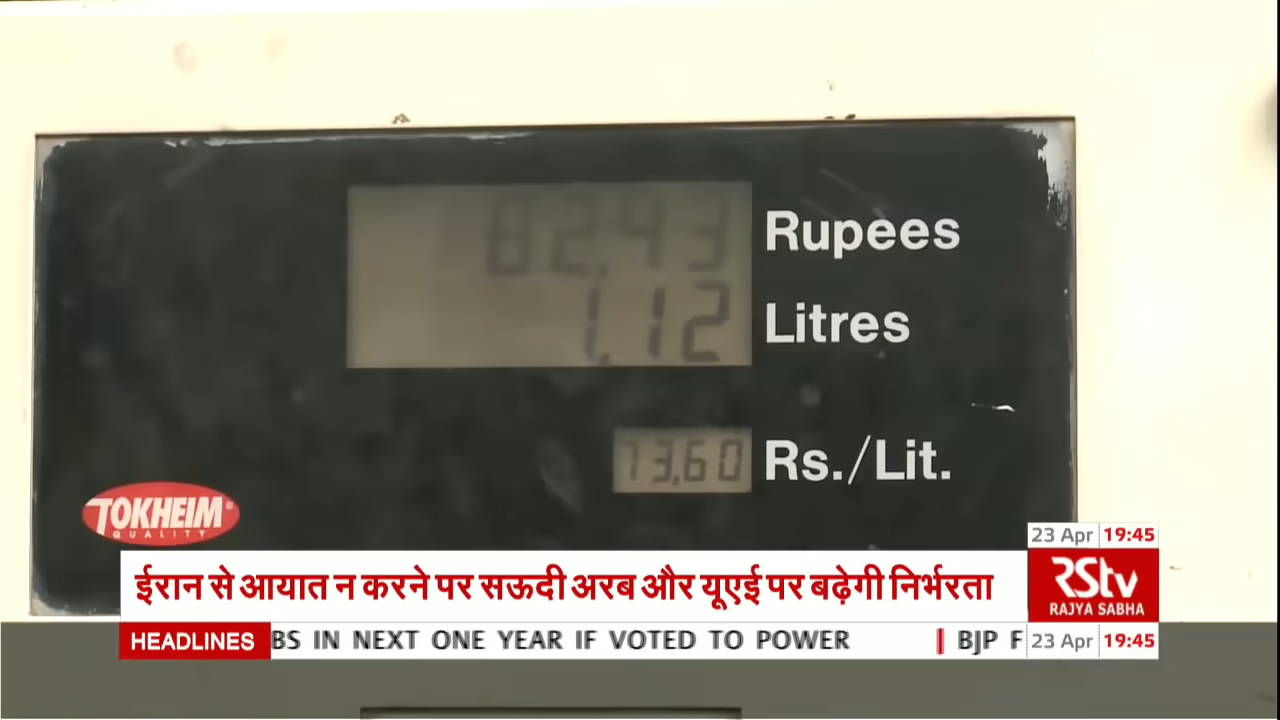 82.43 Rupees
1.12 Litres
73.60 Rs./Lit.
TOKHEIM®
QUALITY
23 Apr 19:45
ईरान से आयात न करने पर सऊदी अरब और यूएई पर बढ़ेगी निर्भरता
RStv
RAJYA SABHA
HEADLINES BS IN NEXT ONE YEAR IF VOTED TO POWER | BJP F 23 Apr 19:45